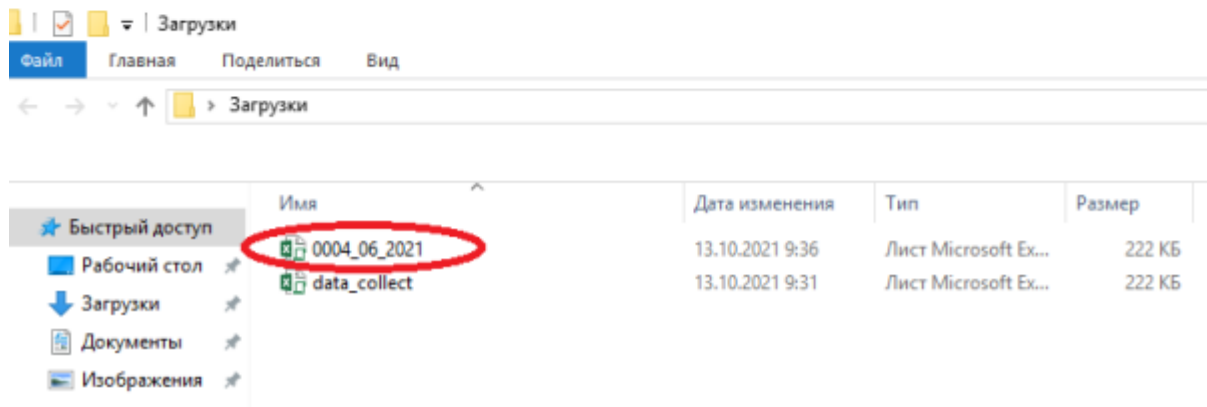 Загрузки
Файл Главная Поделиться Вид
Загрузки
Имя Дата изменения Тип Размер
Быстрый доступ
0004_06_2021 13.10.2021 9:36 Лист Microsoft Ex... 222 КБ
Рабочий стол
data_collect 13.10.2021 9:31 Лист Microsoft Ex... 222 КБ
Загрузки
Документы
Изображения